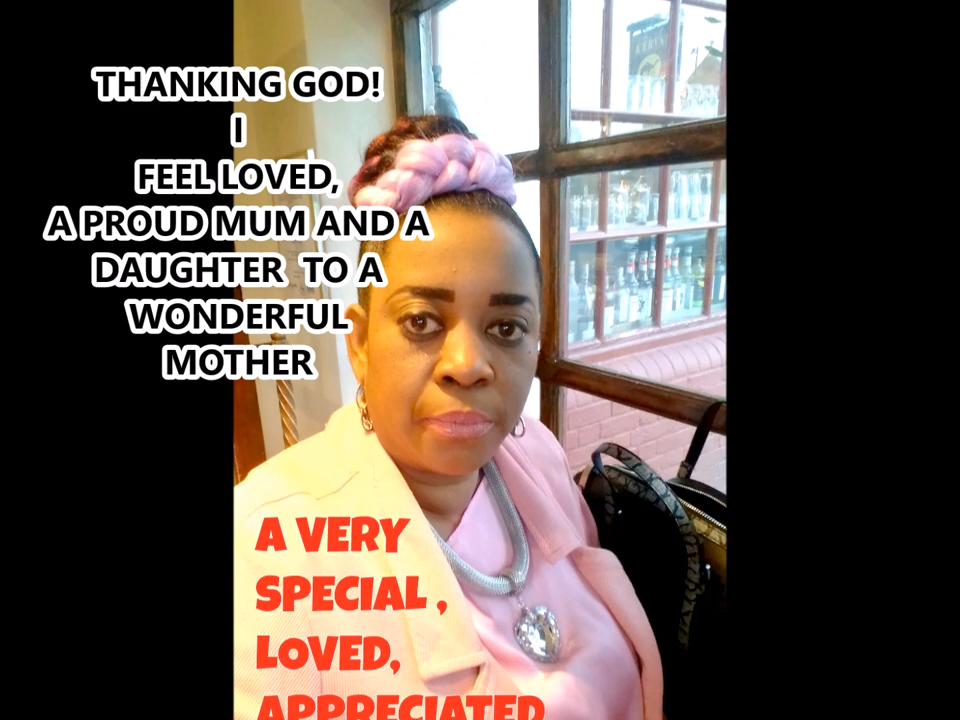 THANKING GOD!
I
FEEL LOVED,
A PROUD MUM AND A
DAUGHTER TO A
WONDERFUL
MOTHER
A VERY
SPECIAL ,
LOVED,
APPRECIATED